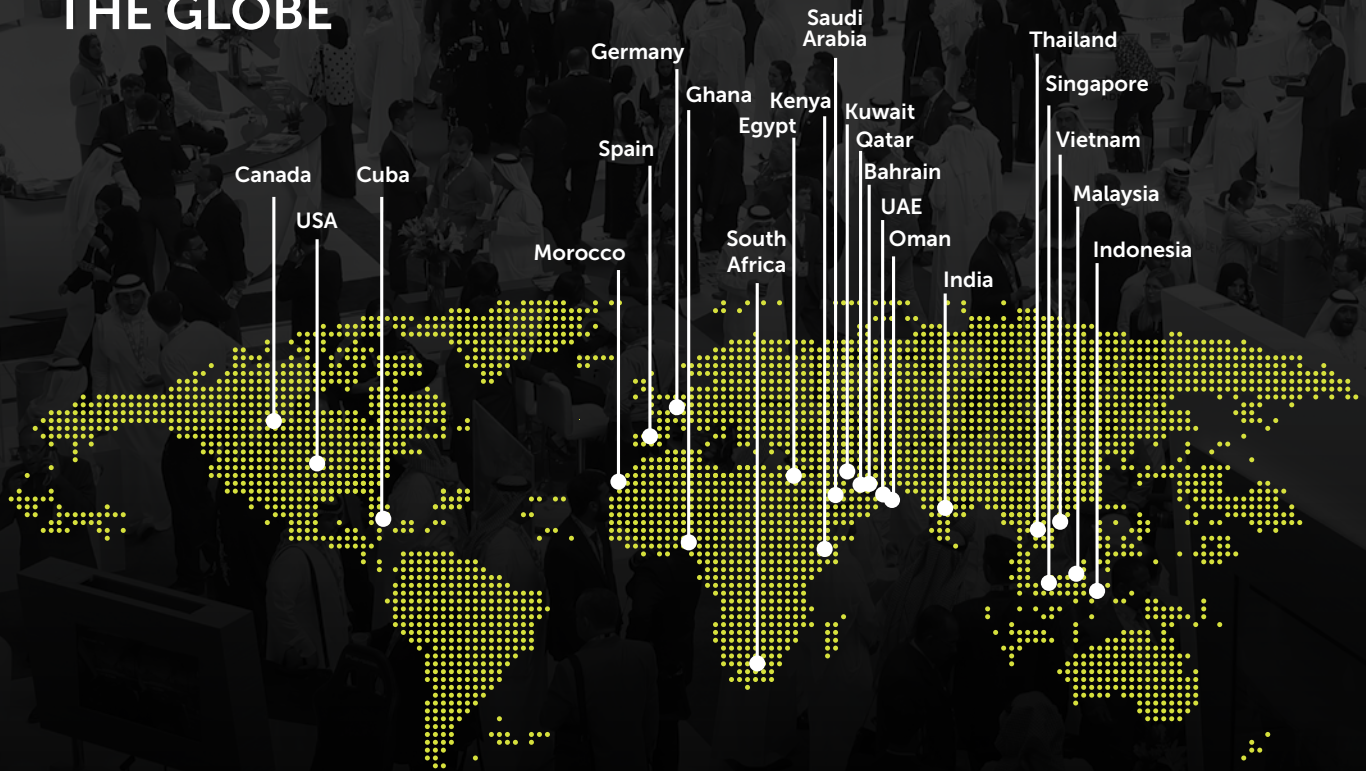 THE GLOBE
Saudi
Arabia
Germany
Thailand
Singapore
Ghana
Kenya
Kuwait
Egypt
Qatar
Vietnam
Spain
Bahrain
Canada
Cuba
Malaysia
UAE
USA
South
Africa
Oman
Indonesia
Morocco
India